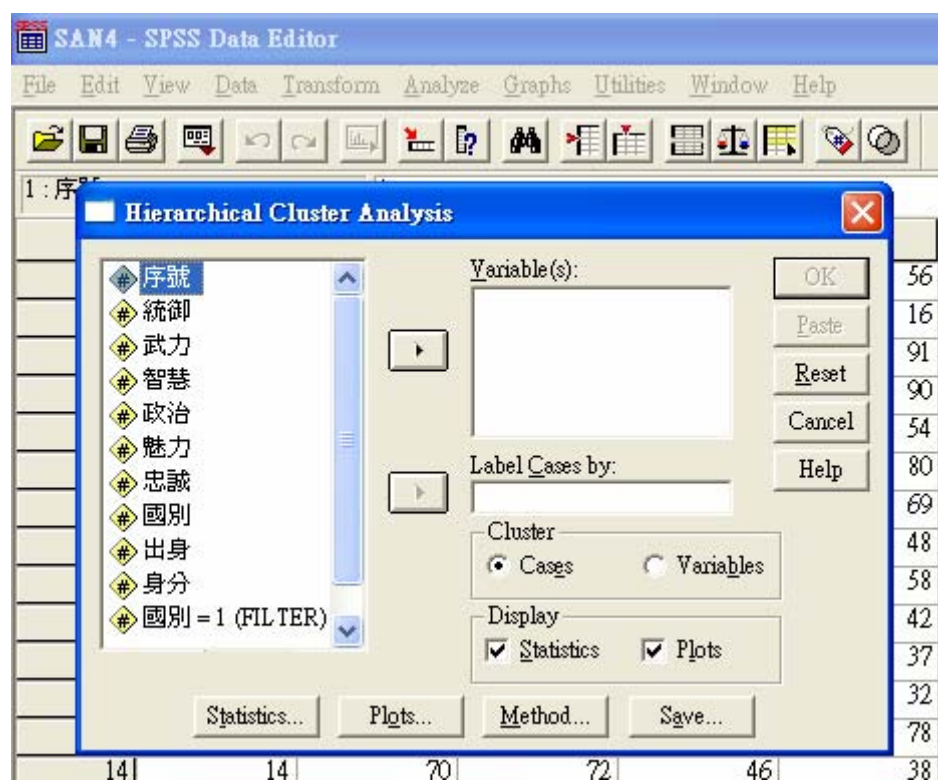 SPSS
SAN4 - SPSS Data Editor
File Edit View Data Transform Analyze Graphs Utilities Window Help
1 : 序
Hierarchical Cluster Analysis
序號
統御
武力
智慧
政治
魅力
忠誠
國別
出身
身分
國別 = 1 (FILTER)
Variable(s):
Label Cases by:
Cluster
Cases Variables
Display
Statistics Plots
OK
Paste
Reset
Cancel
Help
Statistics... Plots... Method... Save...
56
16
91
90
54
80
69
48
58
42
37
32
78
14 14 70 72 46 38